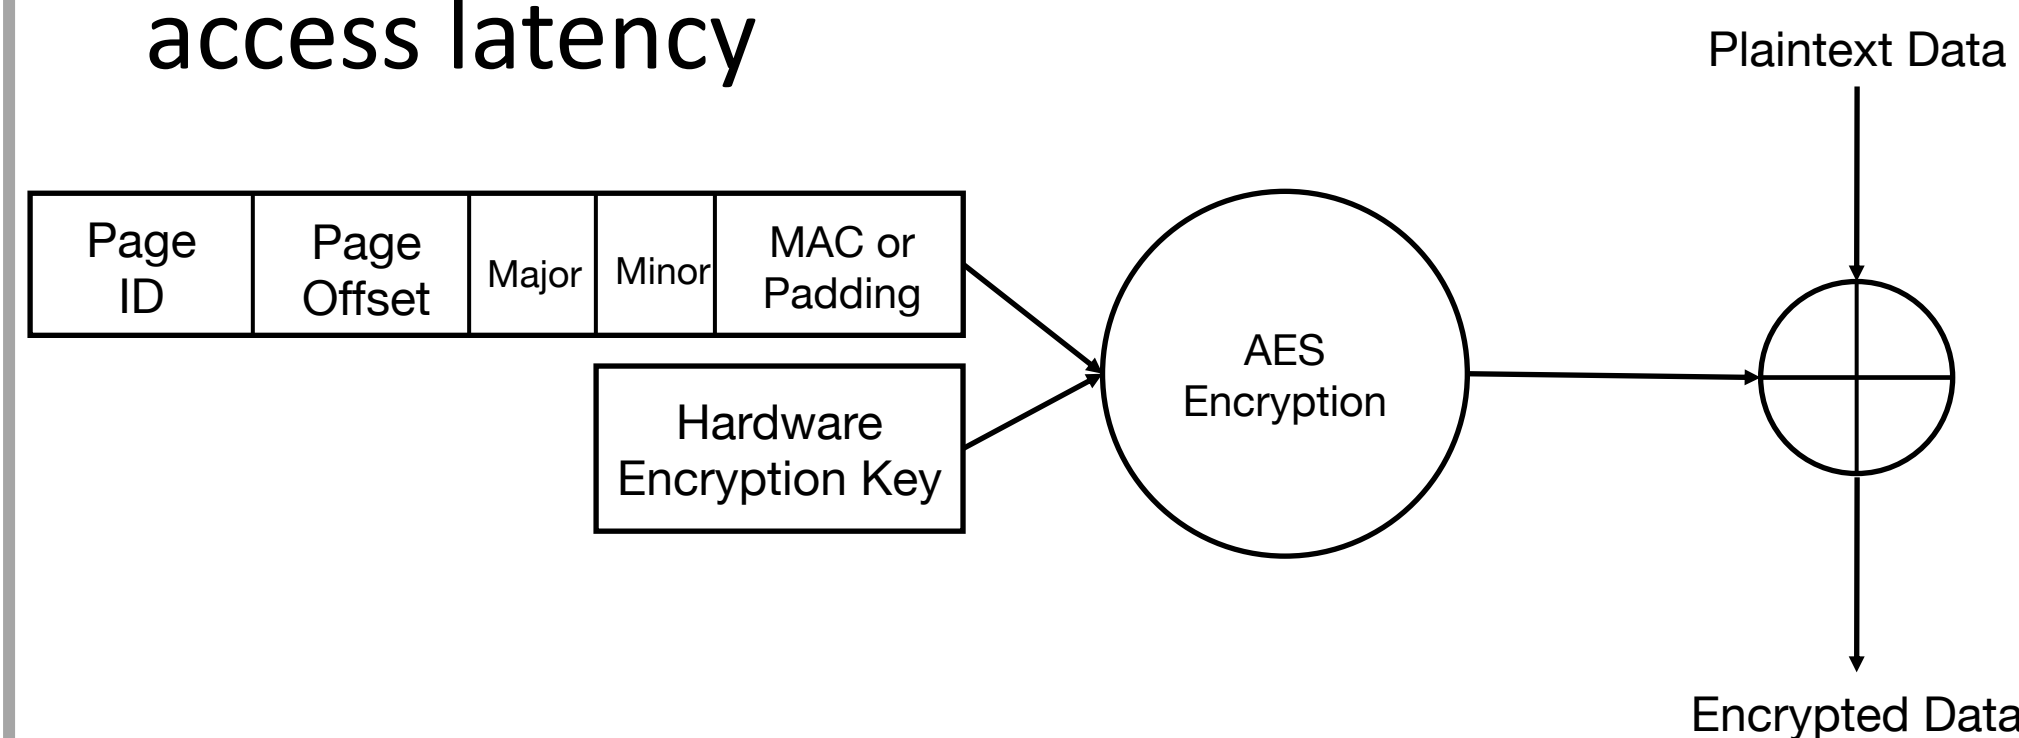 access latency
Plaintext Data
Page
ID
Page
Offset
Major
Minor
MAC or
Padding
Hardware
Encryption Key
AES
Encryption
Encrypted Data